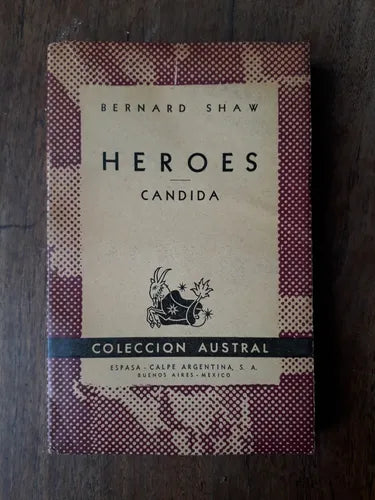 BERNARD SHAW
HEROES
CANDIDA
COLECCION AUSTRAL
ESPASA - CALPE ARGENTINA, S. A.
BUENOS AIRES - MEXICO